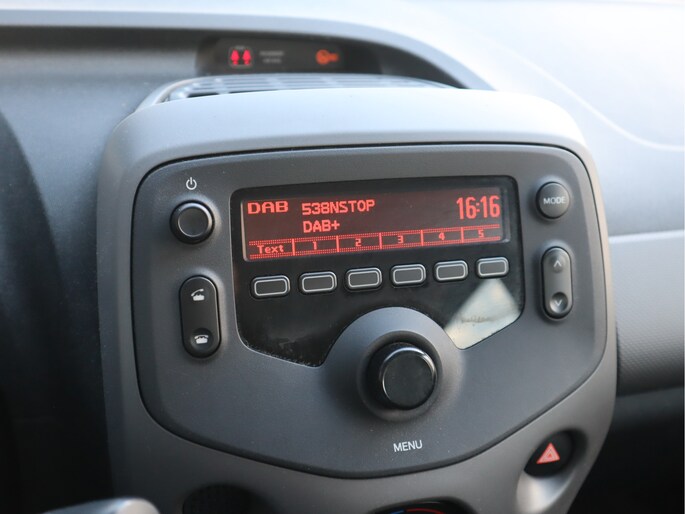 DAB 538NSTOP 16:16
DAB+
Text 1 2 3 4 5
MODE
MENU